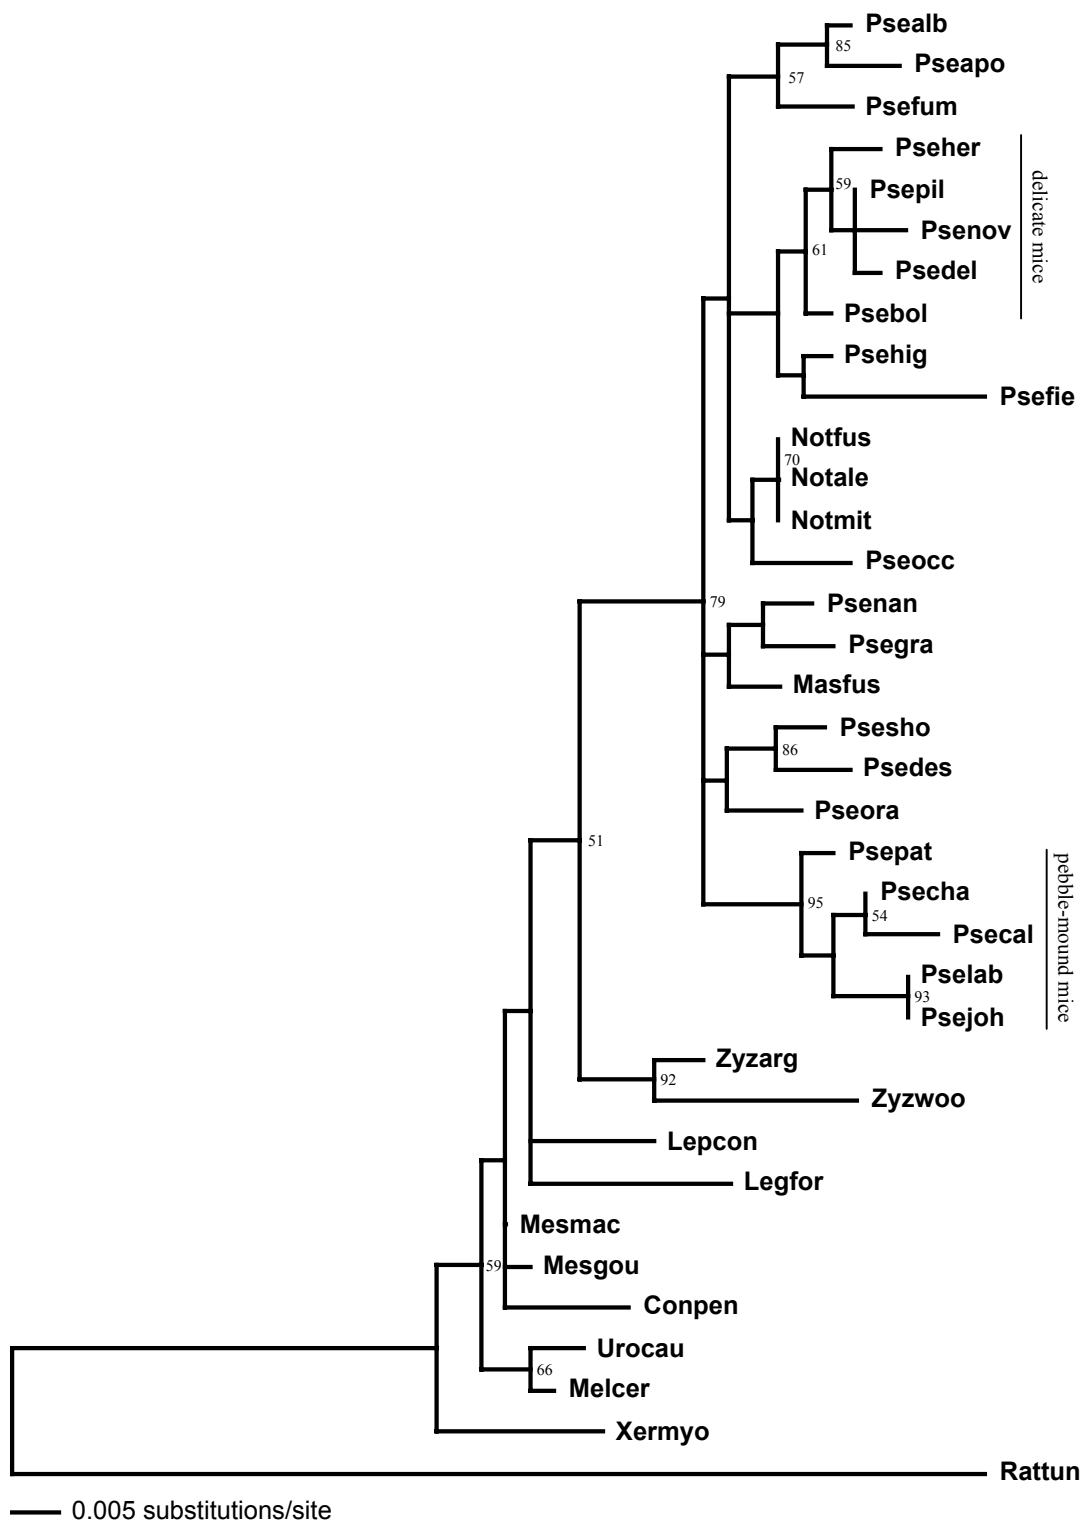 Psealb
85
Pseapo
57
Psefum
Pseher
59
Psepil
Psenov
Psedel
61
Psebol
delicate mice
Psehig
Psefie
Notfus
70
Notale
Notmit
Pseocc
79
Psenan
Psegra
Masfus
Psesho
86
Psedes
Pseora
51
Psepat
95
Psecha
54
Psecal
Pselab
93
Psejoh
pebble-mound mice
Zyzarg
92
Zyzwoo
Lepcon
Legfor
Mesmac
59
Mesgou
Conpen
Urocau
66
Melcer
Xermyo
Rattun
0.005 substitutions/site